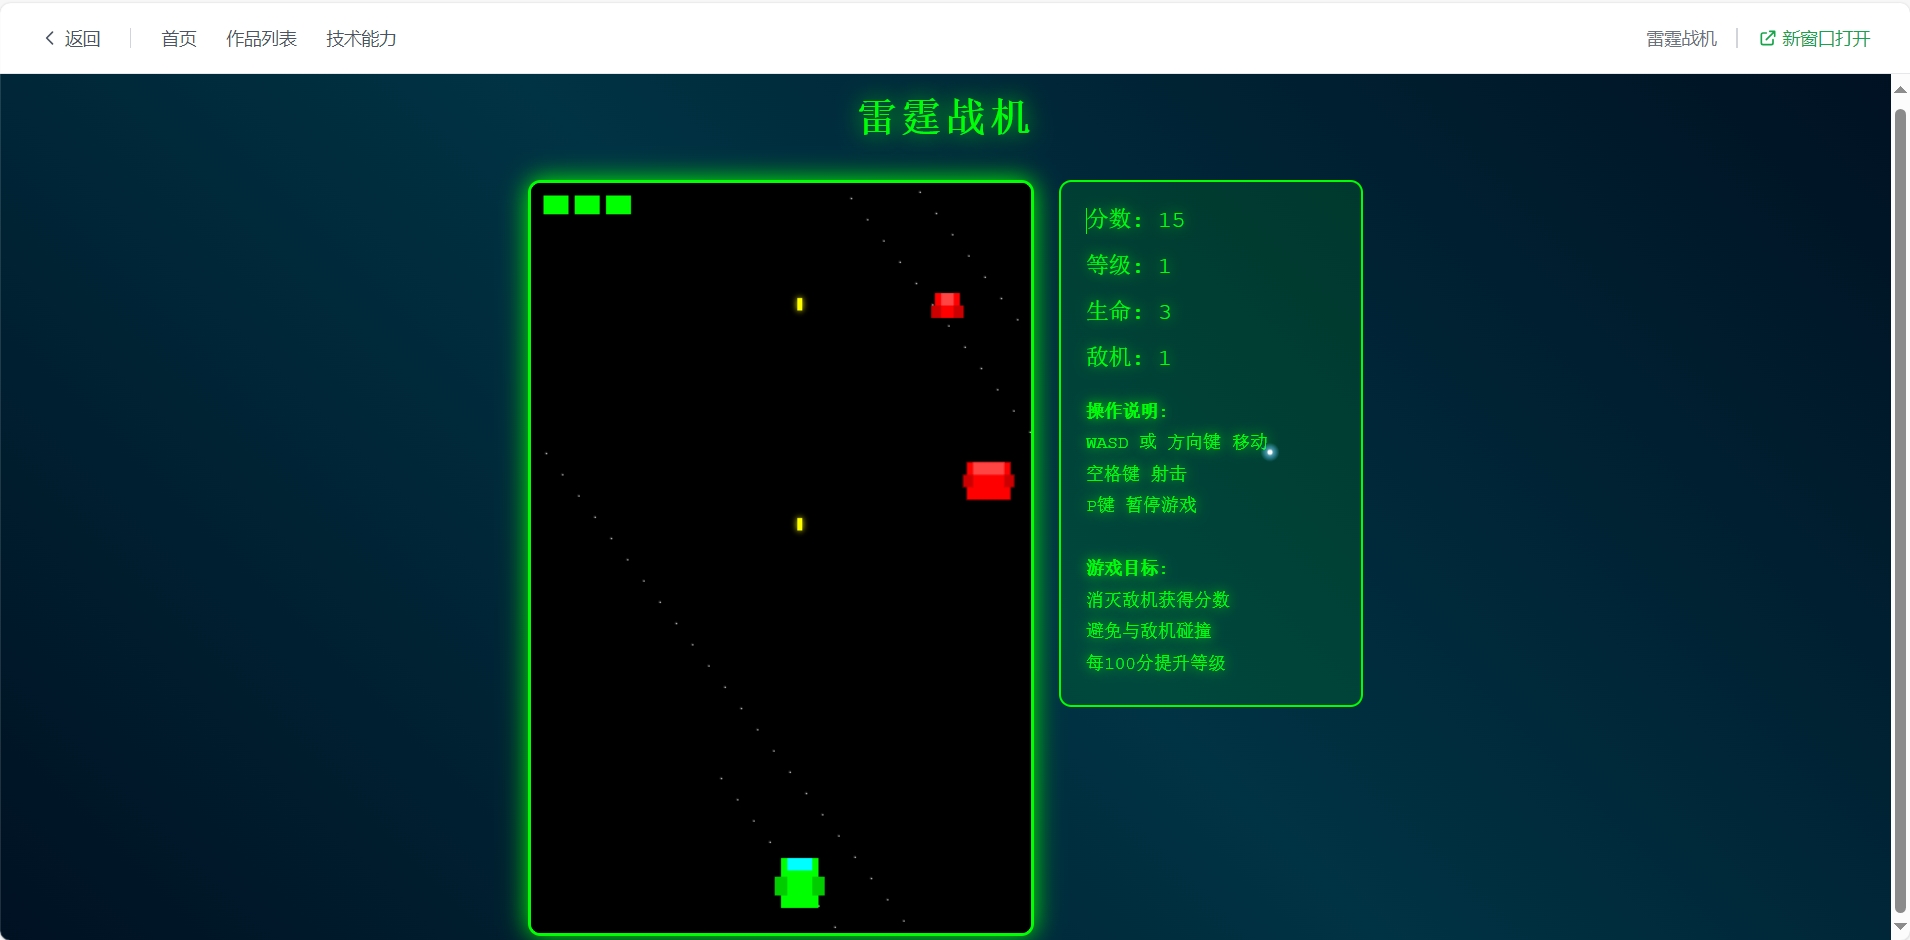 返回 首页 作品列表 技术能力 雷霆战机 新窗口打开
雷霆战机
分数: 15
等级: 1
生命: 3
敌机: 1
操作说明:
WASD 或 方向键 移动
空格键 射击
P键 暂停游戏
游戏目标:
消灭敌机获得分数
避免与敌机碰撞
每100分提升等级